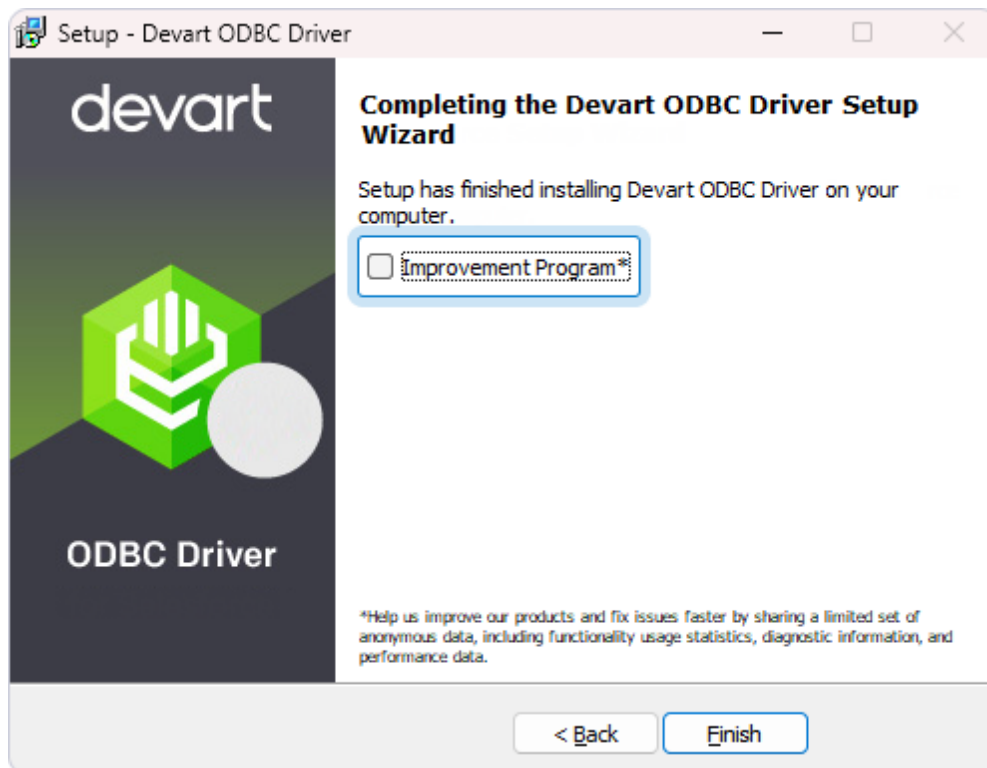 Setup - Devart ODBC Driver
devart
Completing the Devart ODBC Driver Setup
Wizard
Setup has finished installing Devart ODBC Driver on your
computer.
Improvement Program*
ODBC Driver
*Help us improve our products and fix issues faster by sharing a limited set of
anonymous data, including functionality usage statistics, diagnostic information, and
performance data.
< Back
Finish